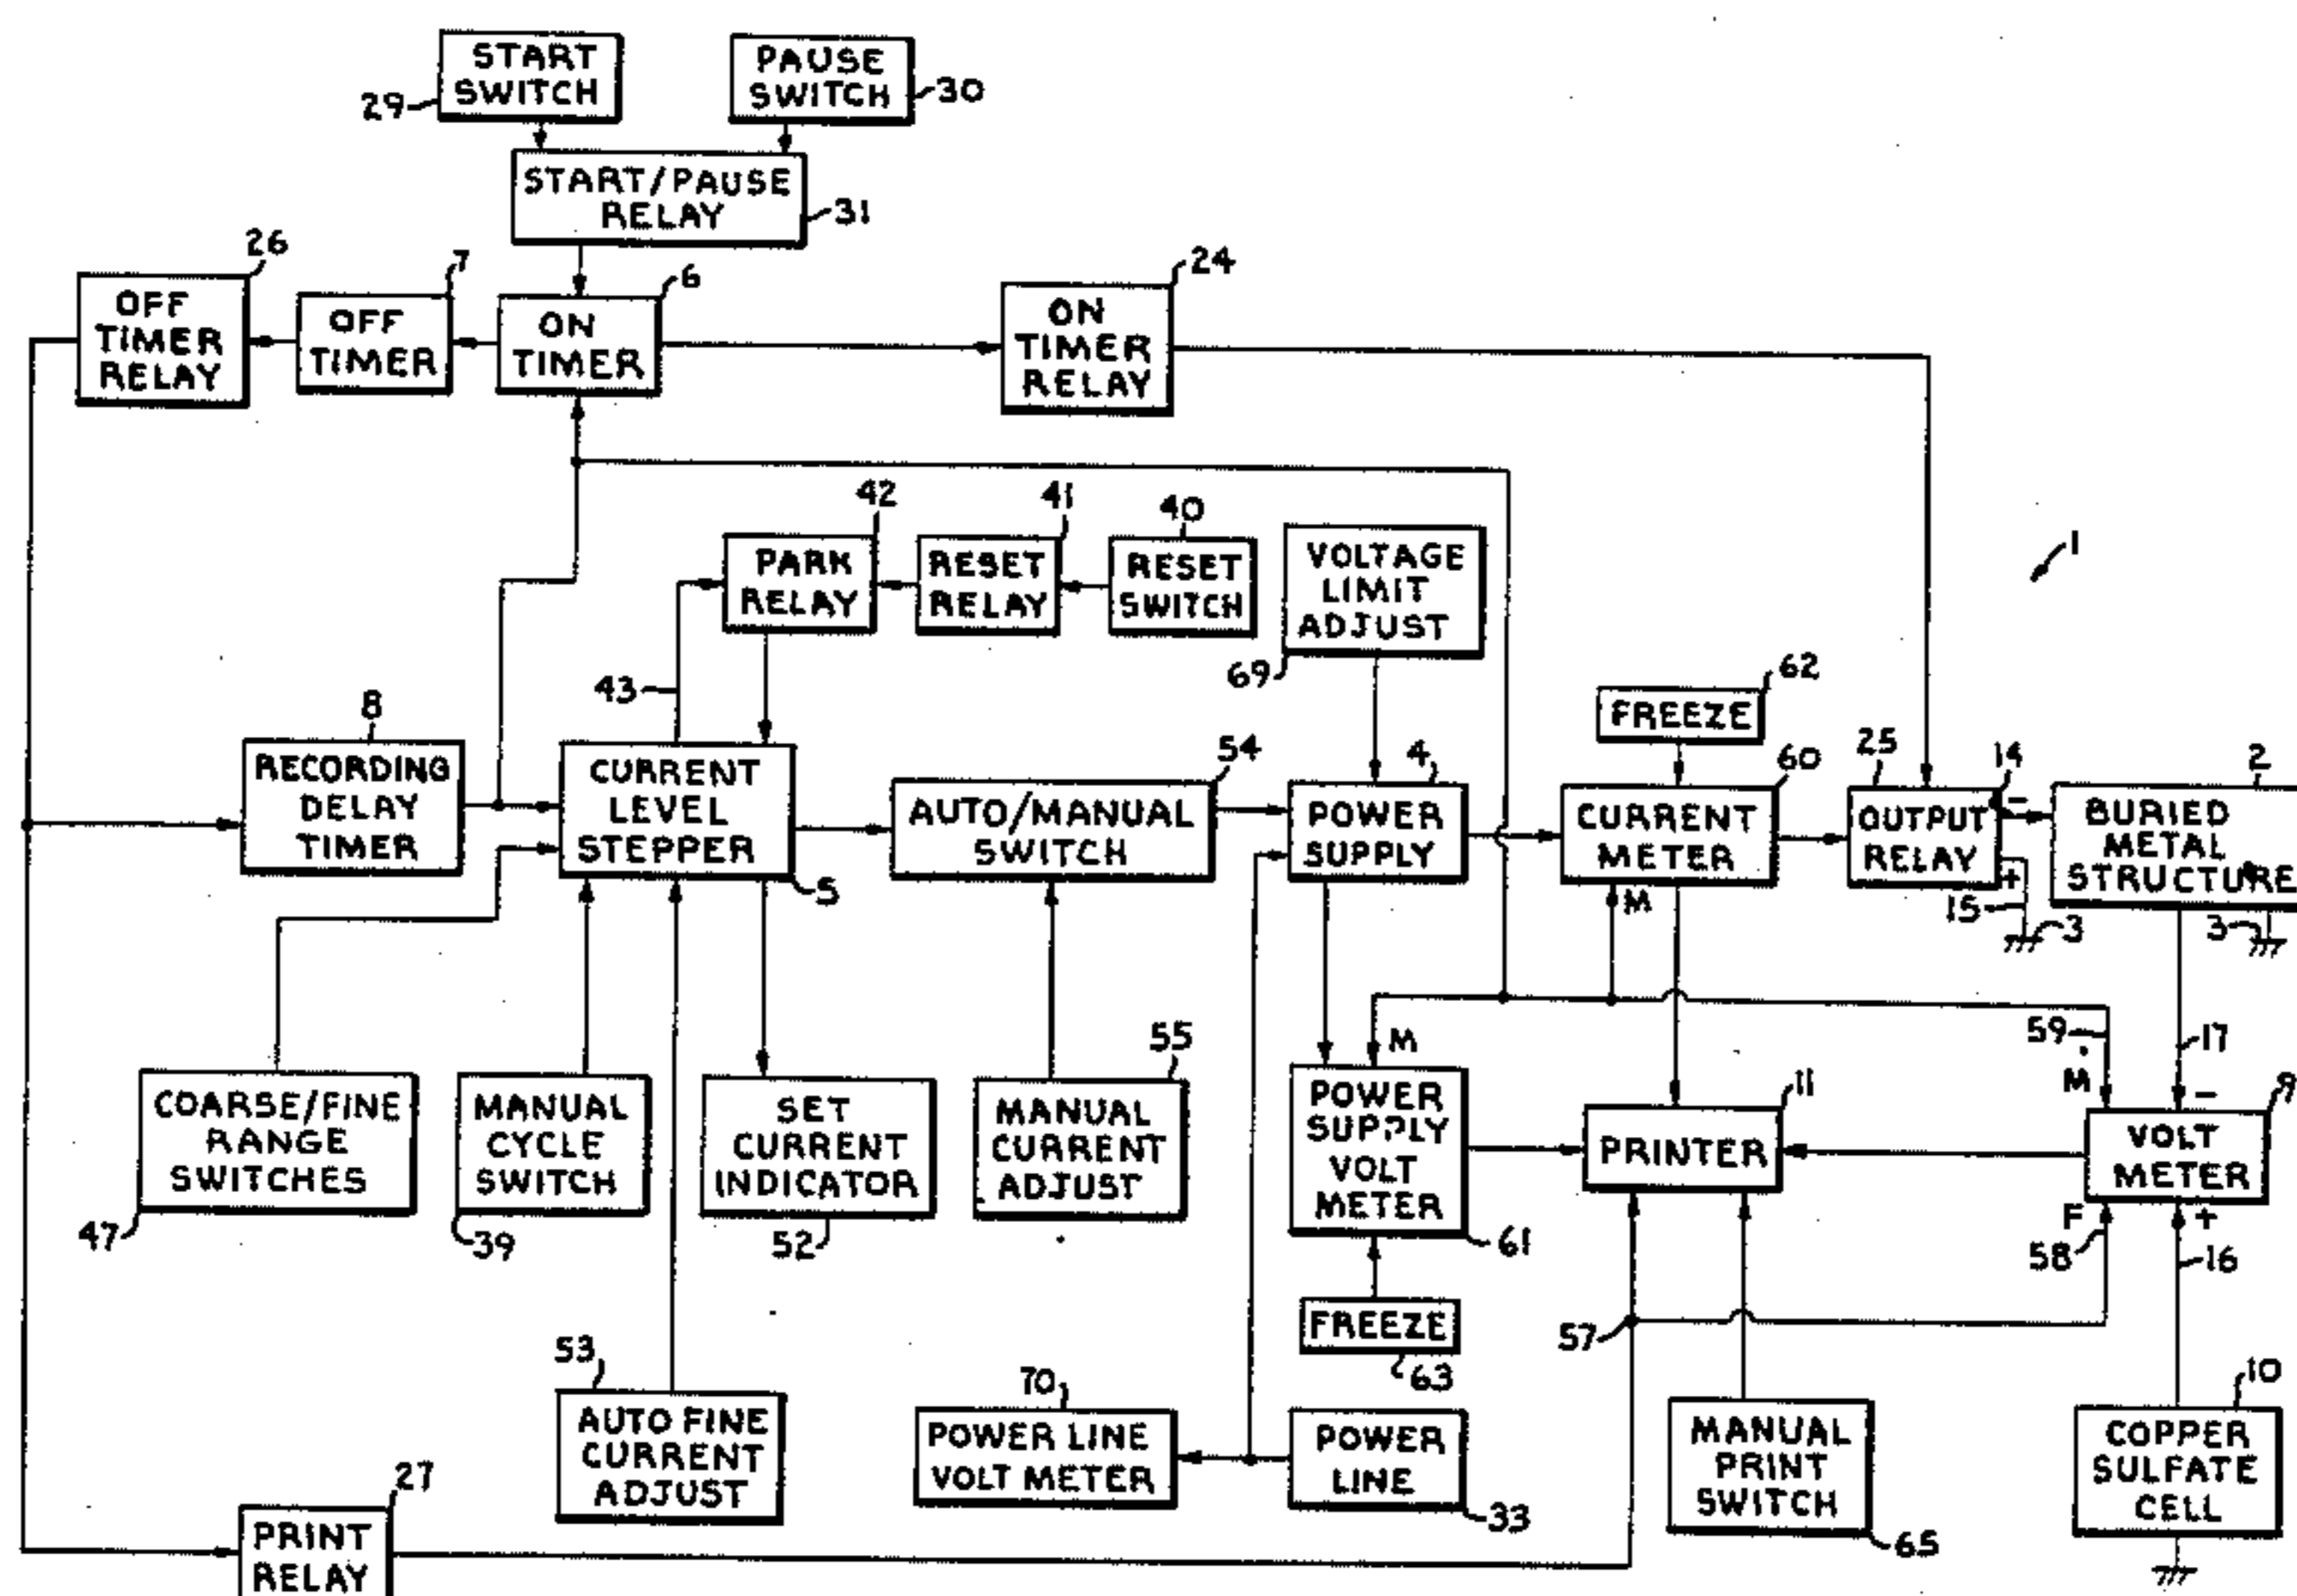 START
SWITCH
29
PAUSE
SWITCH
30
START/PAUSE
RELAY
31
26
OFF
TIMER
RELAY
7
OFF
TIMER
6
ON
TIMER
24
ON
TIMER
RELAY
42
PARK
RELAY
41
RESET
RELAY
40
RESET
SWITCH
VOLTAGE
LIMIT
ADJUST
69
1
43
8
RECORDING
DELAY
TIMER
CURRENT
LEVEL
STEPPER
5
54
AUTO/MANUAL
SWITCH
4
POWER
SUPPLY
62
FREEZE
60
CURRENT
METER
M
25
14
OUTPUT
RELAY
-
+
15
3
2
BURIED
METAL
STRUCTURE
3
COARSE/FINE
RANGE
SWITCHES
47
MANUAL
CYCLE
SWITCH
39
SET
CURRENT
INDICATOR
52
55
MANUAL
CURRENT
ADJUST
M
POWER
SUPPLY
VOLT
METER
61
FREEZE
63
11
PRINTER
57
59
M
17
-
9
VOLT
METER
F
+
58
16
53
AUTO FINE
CURRENT
ADJUST
70
POWER LINE
VOLT METER
POWER
LINE
33
MANUAL
PRINT
SWITCH
65
10
COPPER
SULFATE
CELL
27
PRINT
RELAY